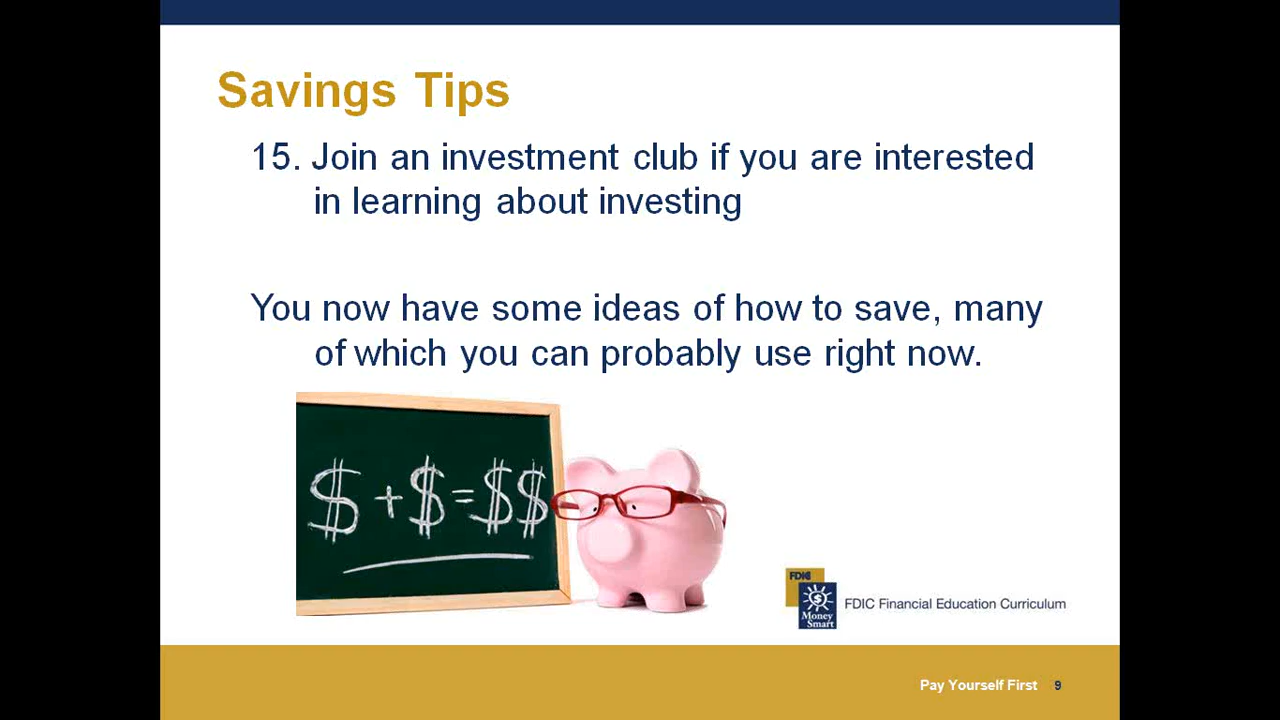 Savings Tips
15. Join an investment club if you are interested
in learning about investing
You now have some ideas of how to save, many
of which you can probably use right now.
$ + $ = $$
FDIC
Money
Smart
FDIC Financial Education Curriculum
Pay Yourself First 9